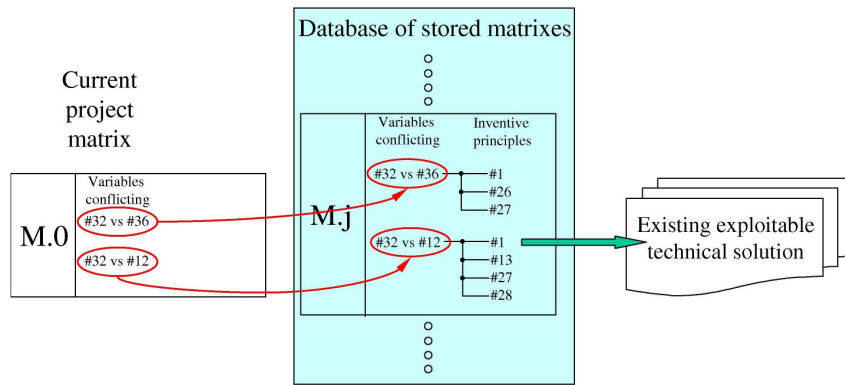 Current
project
matrix
M.0
Variables
conflicting
#32 vs #36
#32 vs #12
Database of stored matrixes
M.j
Variables
conflicting
Inventive
principles
#32 vs #36
#1
#26
#27
#32 vs #12
#1
#13
#27
#28
Existing exploitable
technical solution